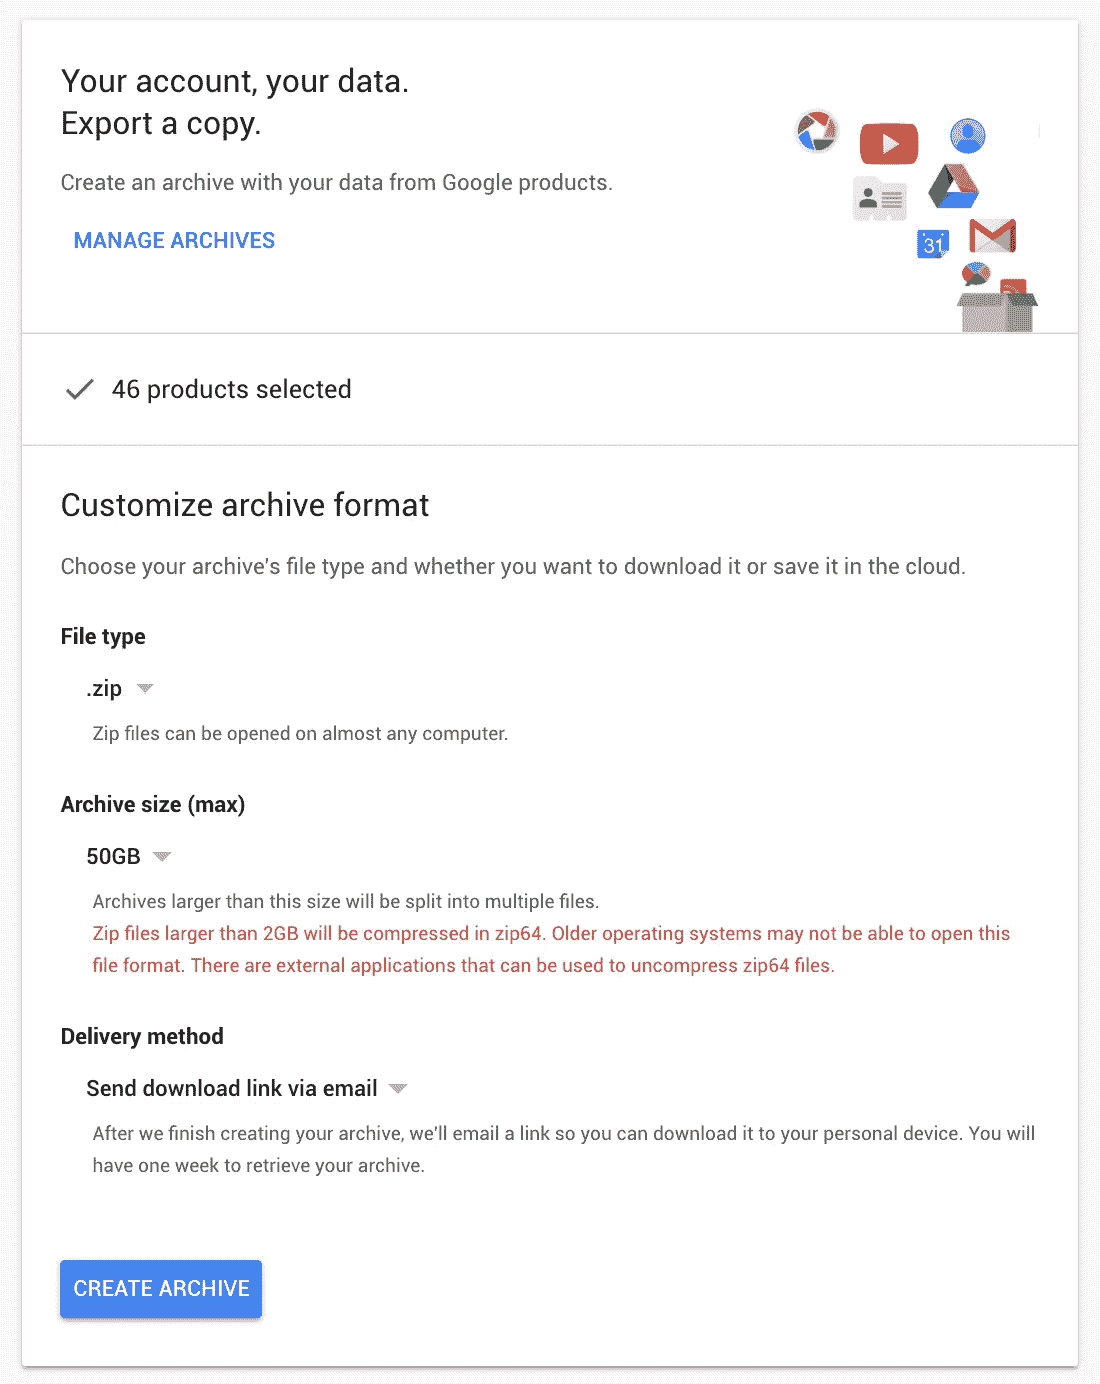 Your account, your data.
Export a copy.
Create an archive with your data from Google products.
MANAGE ARCHIVES
31
46 products selected
Customize archive format
Choose your archive's file type and whether you want to download it or save it in the cloud.
File type
.zip
Zip files can be opened on almost any computer.
Archive size (max)
50GB
Archives larger than this size will be split into multiple files.
Zip files larger than 2GB will be compressed in zip64. Older operating systems may not be able to open this
file format. There are external applications that can be used to uncompress zip64 files.
Delivery method
Send download link via email
After we finish creating your archive, we'll email a link so you can download it to your personal device. You will
have one week to retrieve your archive.
CREATE ARCHIVE